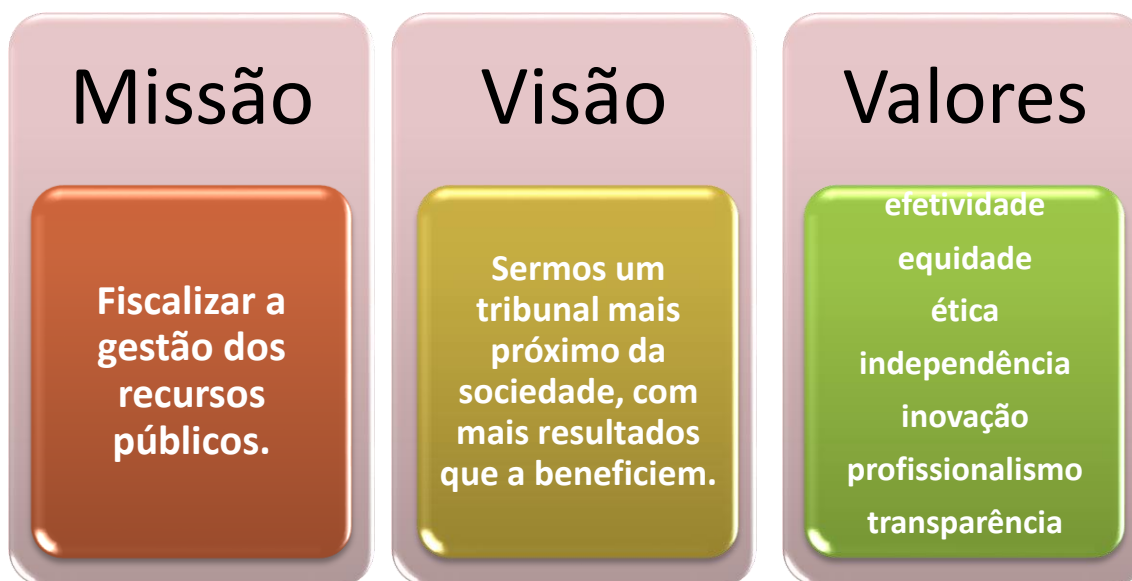 Missão
Fiscalizar a
gestão dos
recursos
públicos.
Visão
Sermos um
tribunal mais
próximo da
sociedade, com
mais resultados
que a beneficiem.
Valores
efetividade
equidade
ética
independência
inovação
profissionalismo
transparência